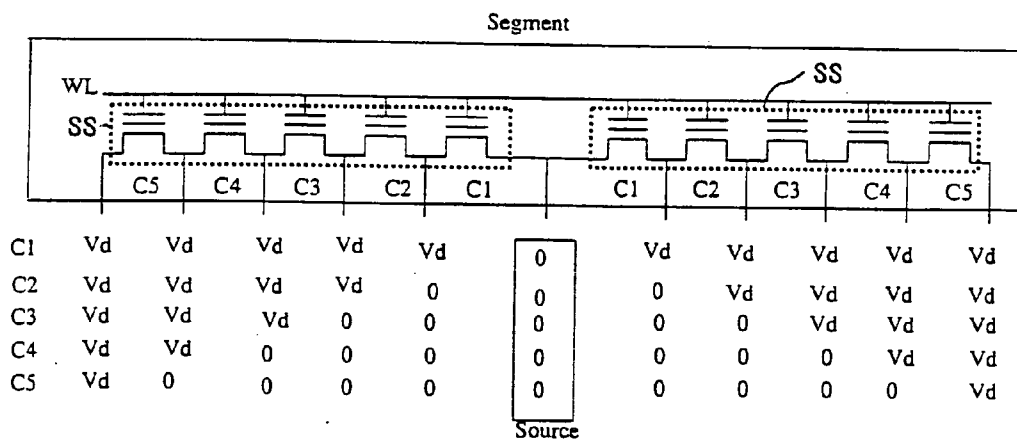 Segment
SS
WL
SS
C5 C4 C3 C2 C1 C1 C2 C3 C4 C5
C1 Vd Vd Vd Vd Vd 0 Vd Vd Vd Vd Vd
C2 Vd Vd Vd Vd 0 0 0 Vd Vd Vd Vd
C3 Vd Vd Vd 0 0 0 0 0 Vd Vd Vd
C4 Vd Vd 0 0 0 0 0 0 0 Vd Vd
C5 Vd 0 0 0 0 0 0 0 0 0 Vd
Source